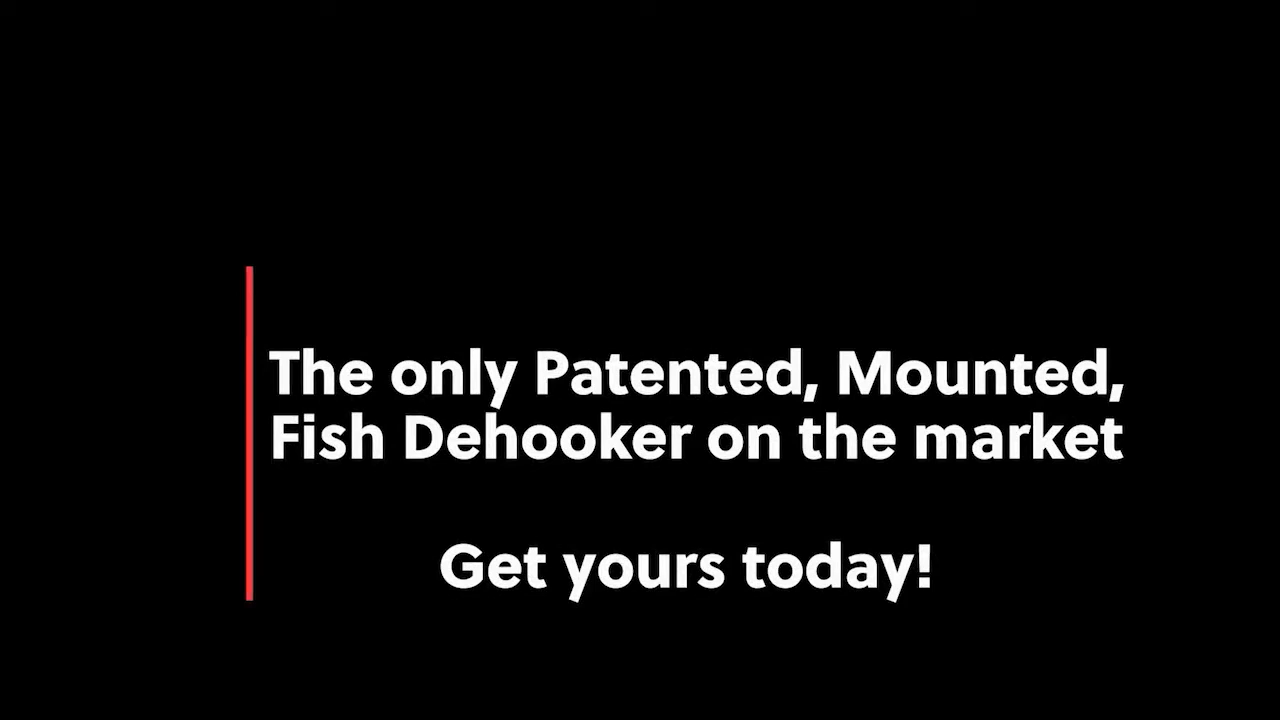 The only Patented, Mounted,
Fish Dehooker on the market
Get yours today!